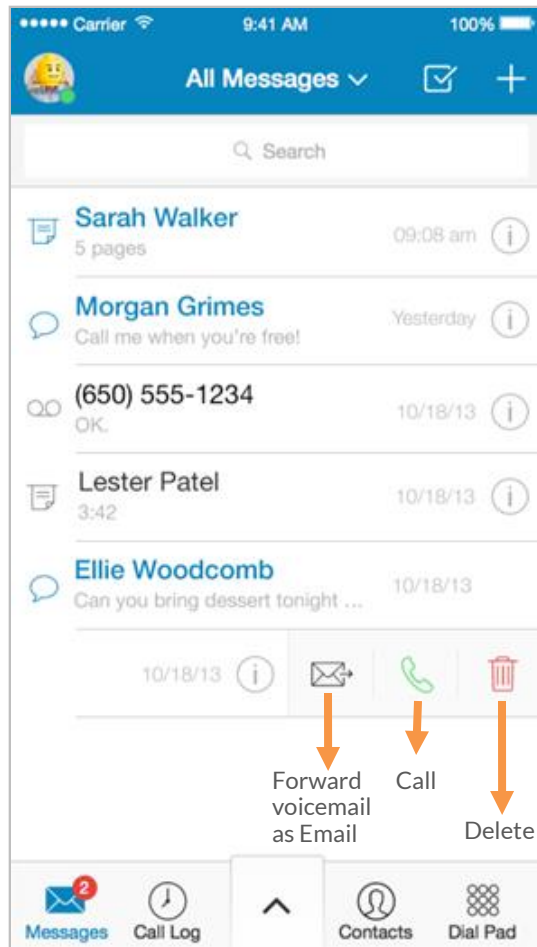 Carrier 9:41 AM 100%
All Messages
Search
Sarah Walker
5 pages
09:08 am
Morgan Grimes
Call me when you're free!
Yesterday
(650) 555-1234
OK.
10/18/13
Lester Patel
3:42
10/18/13
Ellie Woodcomb
Can you bring dessert tonight ...
10/18/13
10/18/13
Forward
voicemail
as Email
Call
Delete
2
Messages Call Log Contacts Dial Pad